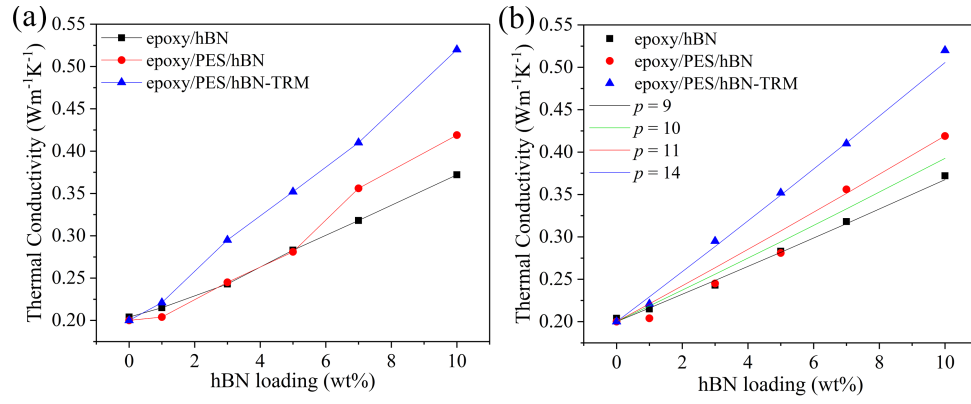 (a)
0.55
0.50
0.45
0.40
0.35
0.30
0.25
0.20
Thermal Conductivity (Wm⁻¹K⁻¹)
epoxy/hBN
epoxy/PES/hBN
epoxy/PES/hBN-TRM
0 2 4 6 8 10
hBN loading (wt%)
(b)
0.55
0.50
0.45
0.40
0.35
0.30
0.25
0.20
Thermal Conductivity (Wm⁻¹K⁻¹)
epoxy/hBN
epoxy/PES/hBN
epoxy/PES/hBN-TRM
p = 9
p = 10
p = 11
p = 14
0 2 4 6 8 10
hBN loading (wt%)